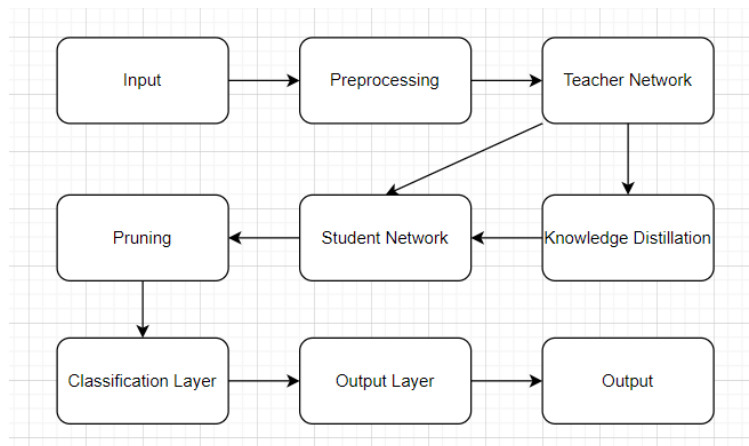 Input
Preprocessing
Teacher Network
Pruning
Student Network
Knowledge Distillation
Classification Layer
Output Layer
Output